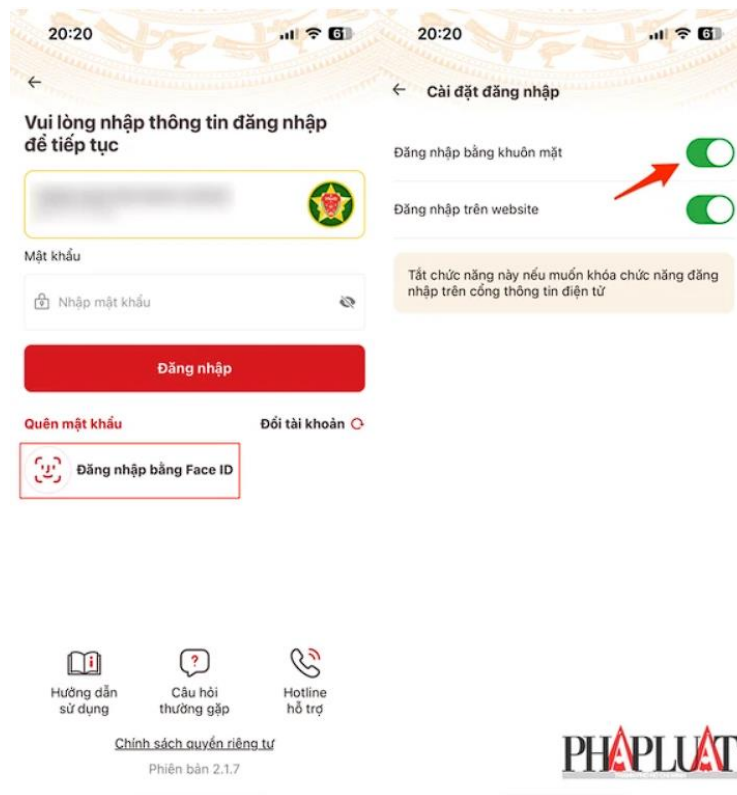 20:20
61
Vui lòng nhập thông tin đăng nhập
để tiếp tục
Mật khẩu
Nhập mật khẩu
Đăng nhập
Quên mật khẩu
Đổi tài khoản
Đăng nhập bằng Face ID
Hướng dẫn
sử dụng
Câu hỏi
thường gặp
Hotline
hỗ trợ
Chính sách quyền riêng tư
Phiên bản 2.1.7
20:20
61
Cài đặt đăng nhập
Đăng nhập bằng khuôn mặt
Đăng nhập trên website
Tắt chức năng này nếu muốn khóa chức năng đăng
nhập trên cổng thông tin điện tử
PHÁPLUẬT